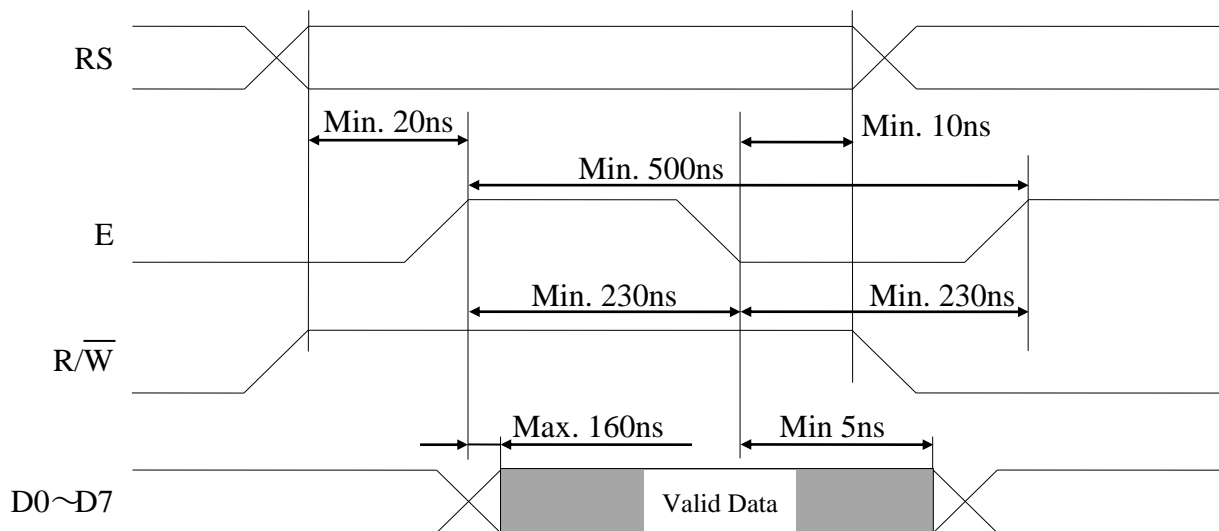 RS
Min. 20ns
Min. 10ns
Min. 500ns
E
Min. 230ns
Min. 230ns
R/W̅
Max. 160ns
Min 5ns
D0～D7
Valid Data